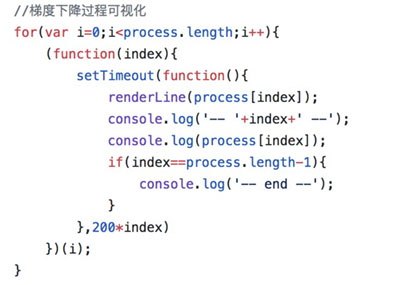 //梯度下降过程可视化
for(var i=0;i<process.length;i++){
    (function(index){
        setTimeout(function(){
            renderLine(process[index]);
            console.log('-- '+index+' --');
            console.log(process[index]);
            if(index==process.length-1){
                console.log('-- end --');
            }
        },200*index)
    })(i);
}